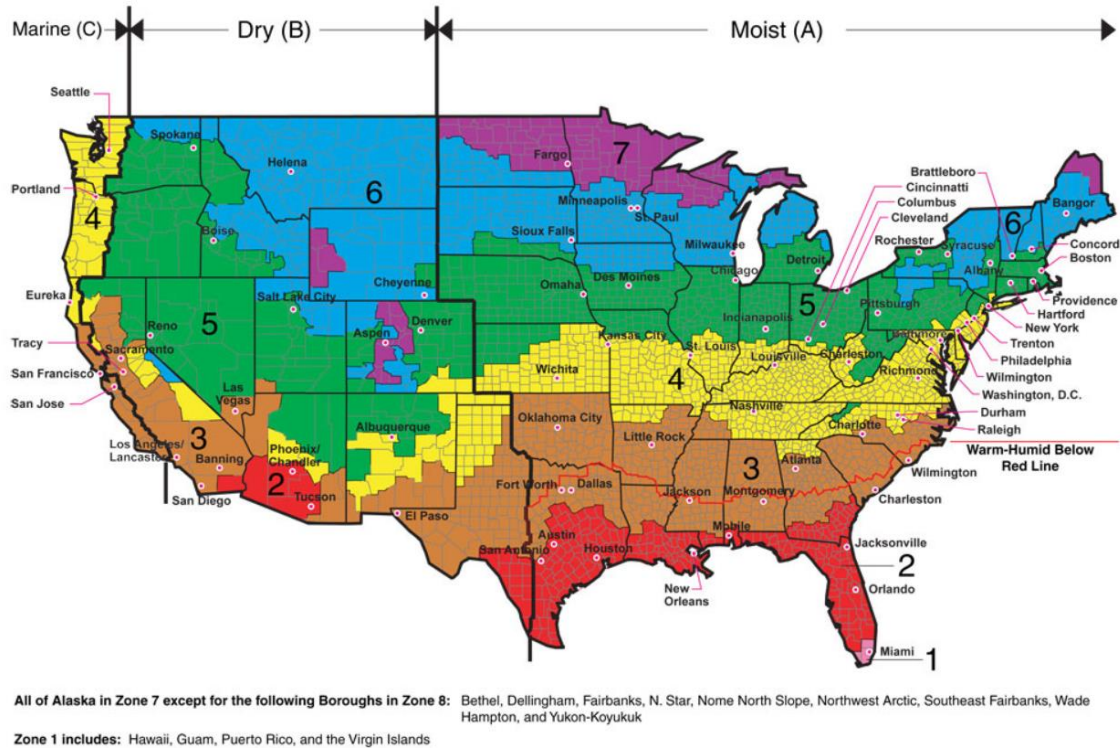 Marine (C)
Dry (B)
Moist (A)
Seattle
Spokane
Helena
Fargo
7
Brattleboro
Cincinnati
Columbus
Cleveland
Portland
4
6
Minneapolis
St. Paul
Bangor
6
Boise
Sioux Falls
Milwaukee
Rochester
Syracuse
Concord
Boston
Detroit
Albany
Chicago
Cheyenne
Des Moines
Omaha
Eureka
Salt Lake City
5
Pittsburgh
Providence
Hartford
New York
Reno
5
Aspen
Denver
Indianapolis
Trenton
Kansas City
Baltimore
Philadelphia
Tracy
Sacramento
St. Louis
Louisville
Charleston
Wilmington
San Francisco
Wichita
4
Richmond
Washington, D.C.
San Jose
Las
Vegas
Nashville
Durham
Oklahoma City
Albuquerque
Charlotte
Raleigh
3
Los Angeles/
Lancaster
Little Rock
Warm-Humid Below
Red Line
Phoenix/
Chandler
Banning
2
3
Atlanta
Wilmington
San Diego
Tucson
Fort Worth
Dallas
Jackson
Montgomery
Charleston
El Paso
Austin
Mobile
San Antonio
Houston
Jacksonville
2
New
Orleans
Orlando
Miami
1
All of Alaska in Zone 7 except for the following Boroughs in Zone 8: Bethel, Dellingham, Fairbanks, N. Star, Nome North Slope, Northwest Arctic, Southeast Fairbanks, Wade
Hampton, and Yukon-Koyukuk
Zone 1 includes: Hawaii, Guam, Puerto Rico, and the Virgin Islands